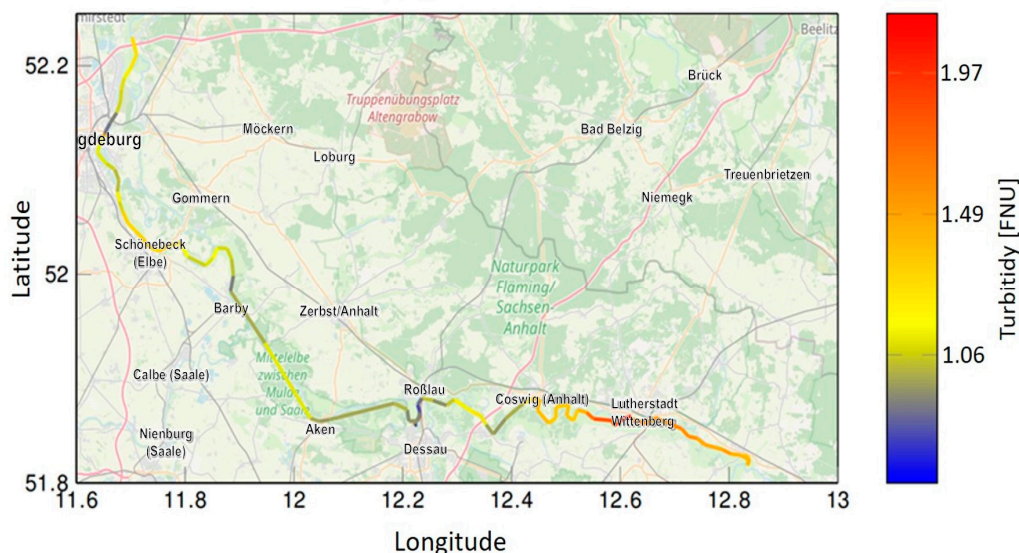 mirstedt
Beelitz
52.2
Brück
1.97
Truppenübungsplatz
Altengrabow
gdeburg
Möckern
Bad Belzig
Loburg
Treuenbrietzen
Gommern
Niemegk
1.49
Latitude
Schönebeck
(Elbe)
52
Naturpark
Fläming/
Sachsen-
Anhalt
Turbidity [FNU]
Barby
Zerbst/Anhalt
1.06
Mittelelbe
zwischen
Mulde
und Saale
Calbe (Saale)
Roßlau
Coswig (Anhalt)
Lutherstadt
Wittenberg
Aken
Nienburg
(Saale)
Dessau
51.8
11.6
11.8
12
12.2
12.4
12.6
12.8
13
Longitude